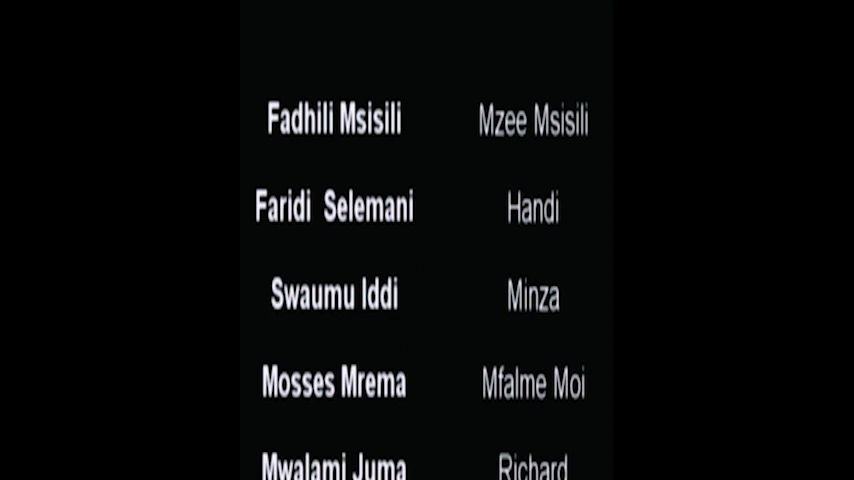 Fadhili Msisili Mzee Msisili
Faridi Selemani Handi
Swaumu Iddi Minza
Mosses Mrema Mfalme Moi
Mwalami Juma Richard